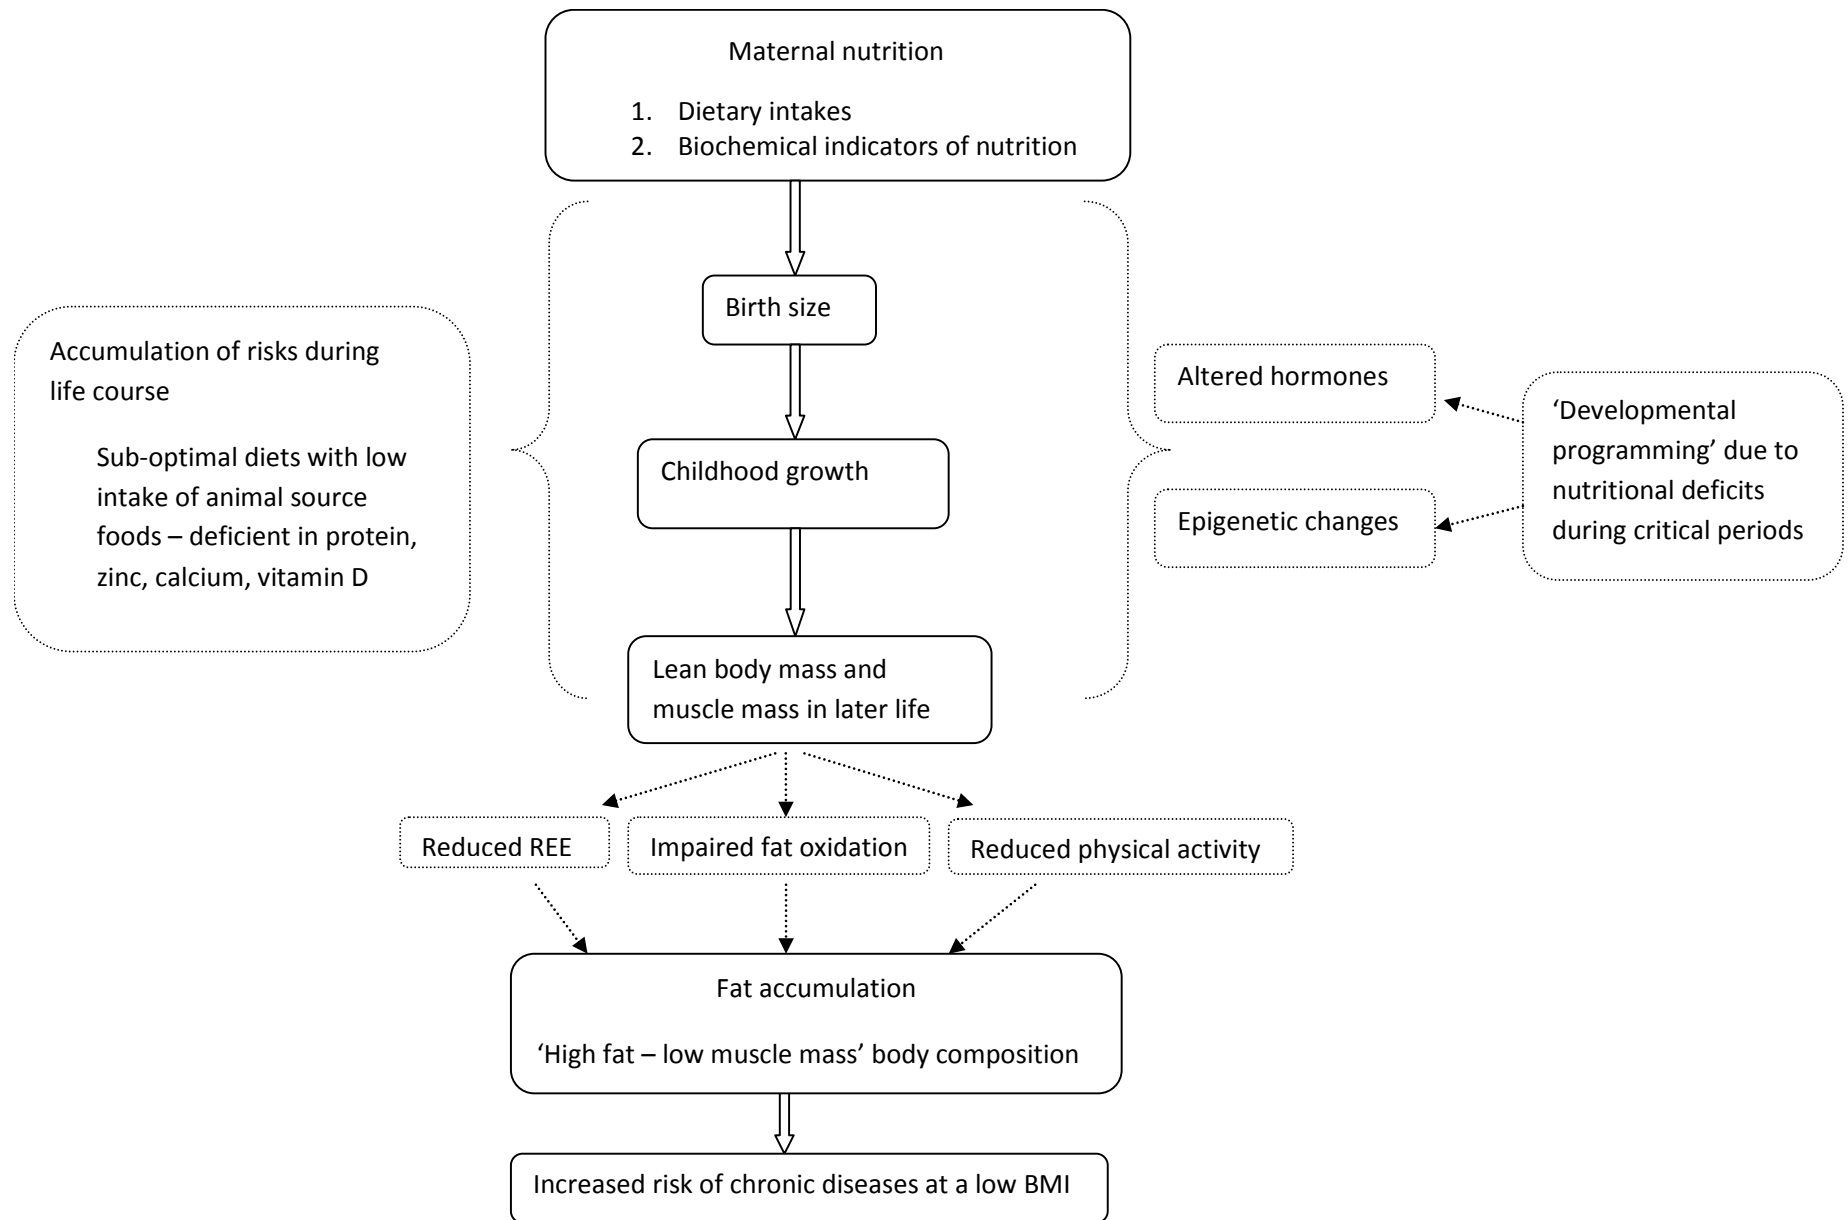 Maternal nutrition
1. Dietary intakes
2. Biochemical indicators of nutrition
Birth size
Accumulation of risks during
life course
Sub-optimal diets with low
intake of animal source
foods – deficient in protein,
zinc, calcium, vitamin D
Childhood growth
Altered hormones
Epigenetic changes
‘Developmental
programming’ due to
nutritional deficits
during critical periods
Lean body mass and
muscle mass in later life
Reduced REE
Impaired fat oxidation
Reduced physical activity
Fat accumulation
‘High fat – low muscle mass’ body composition
Increased risk of chronic diseases at a low BMI